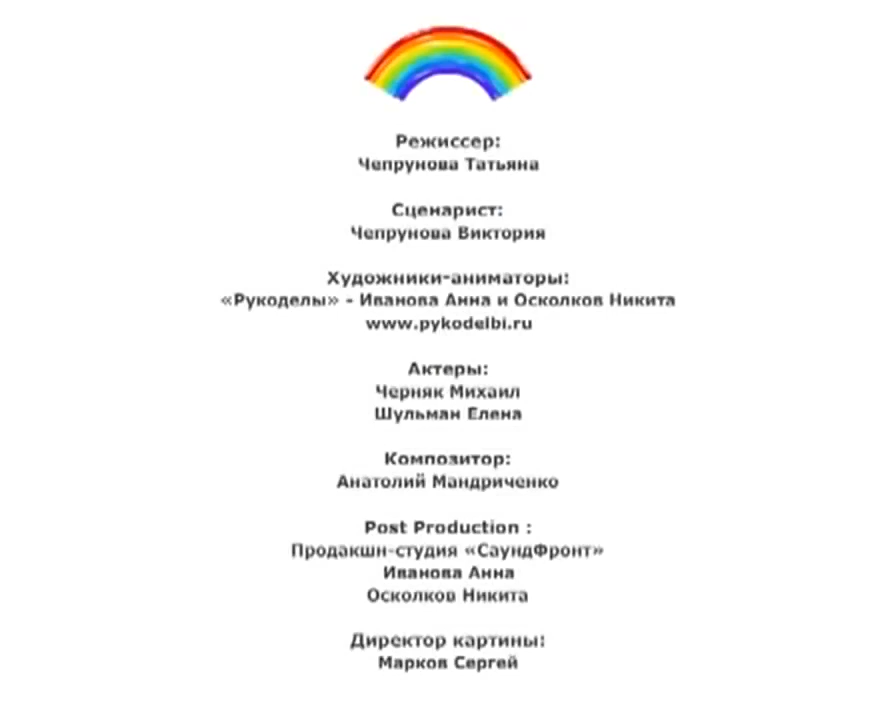 Режиссер:
Чепрунова Татьяна
Сценарист:
Чепрунова Виктория
Художники-аниматоры:
«Рукоделы» - Иванова Анна и Осколков Никита
www.pykodelbi.ru
Актеры:
Черняк Михаил
Шульман Елена
Композитор:
Анатолий Мандриченко
Post Production :
Продакшн-студия «СаундФронт»
Иванова Анна
Осколков Никита
Директор картины:
Марков Сергей